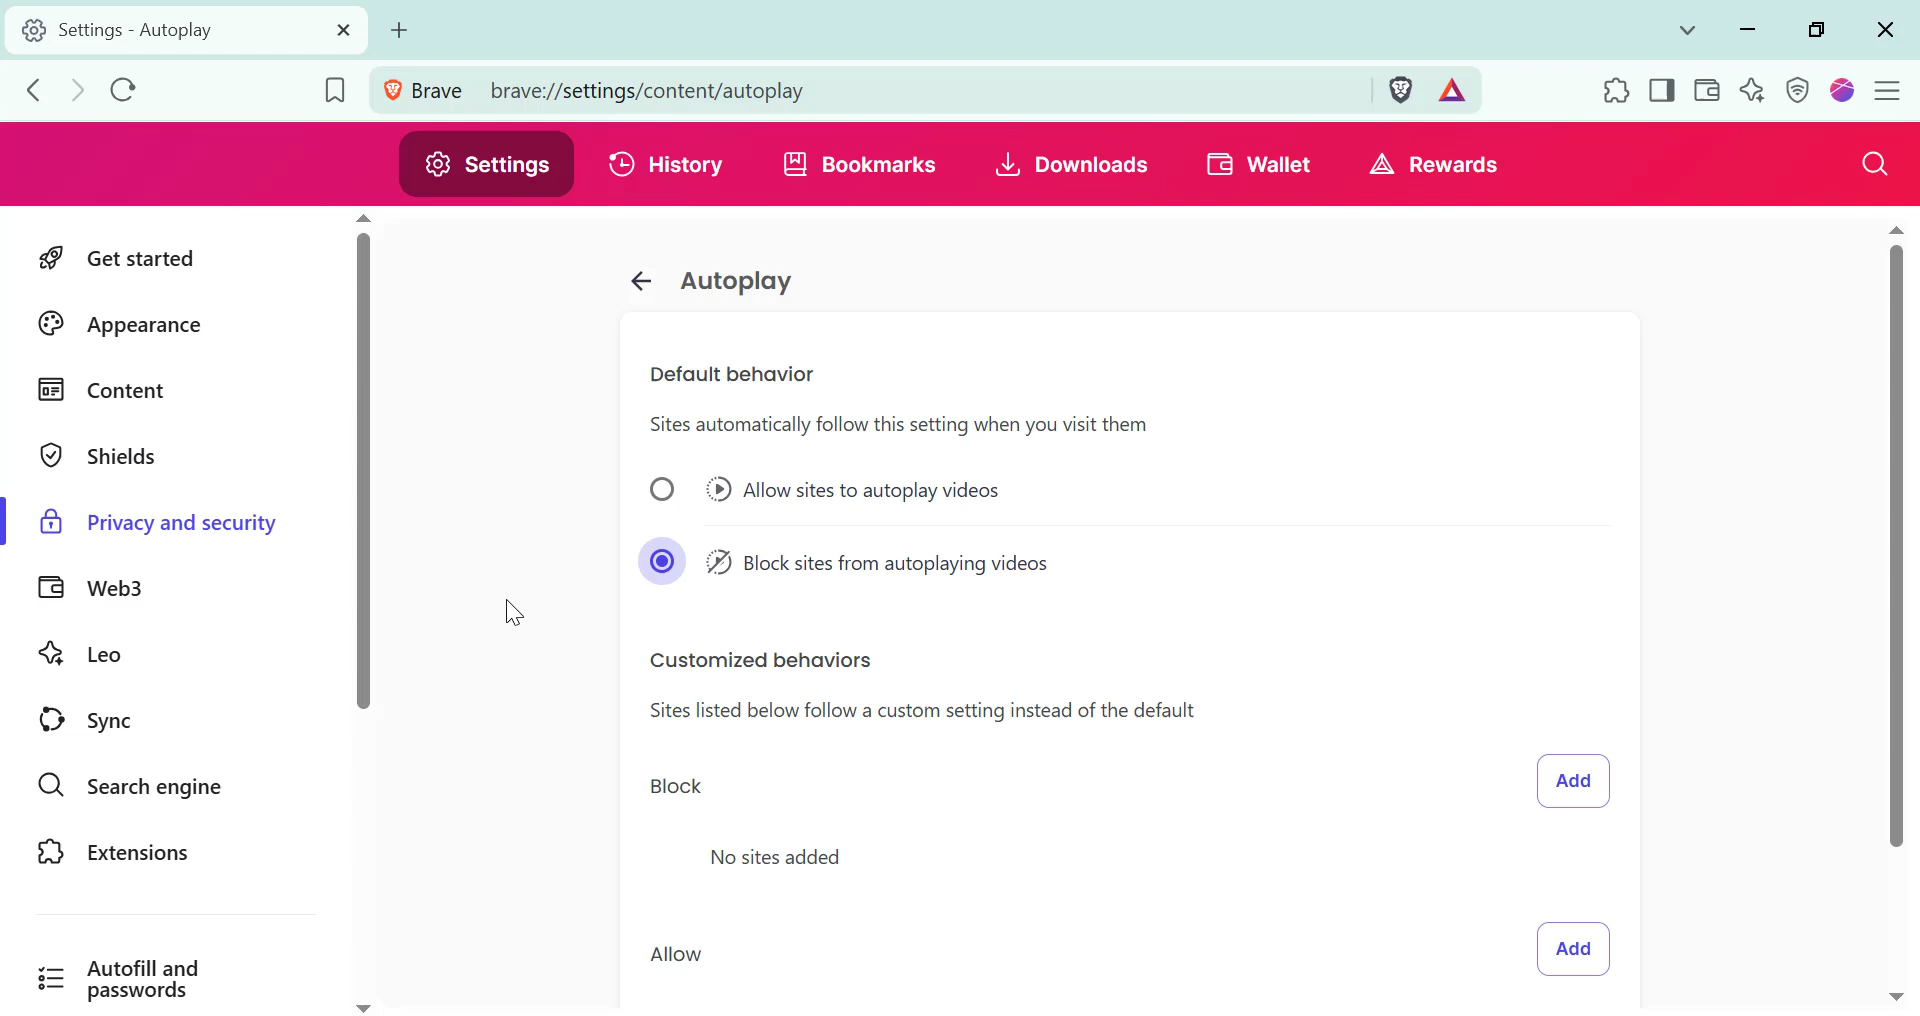 Settings - Autoplay
Brave brave://settings/content/autoplay
Settings History Bookmarks Downloads Wallet Rewards
Get started
Appearance
Content
Shields
Privacy and security
Web3
Leo
Sync
Search engine
Extensions
Autofill and
passwords
Autoplay
Default behavior
Sites automatically follow this setting when you visit them
Allow sites to autoplay videos
Block sites from autoplaying videos
Customized behaviors
Sites listed below follow a custom setting instead of the default
Block Add
No sites added
Allow Add